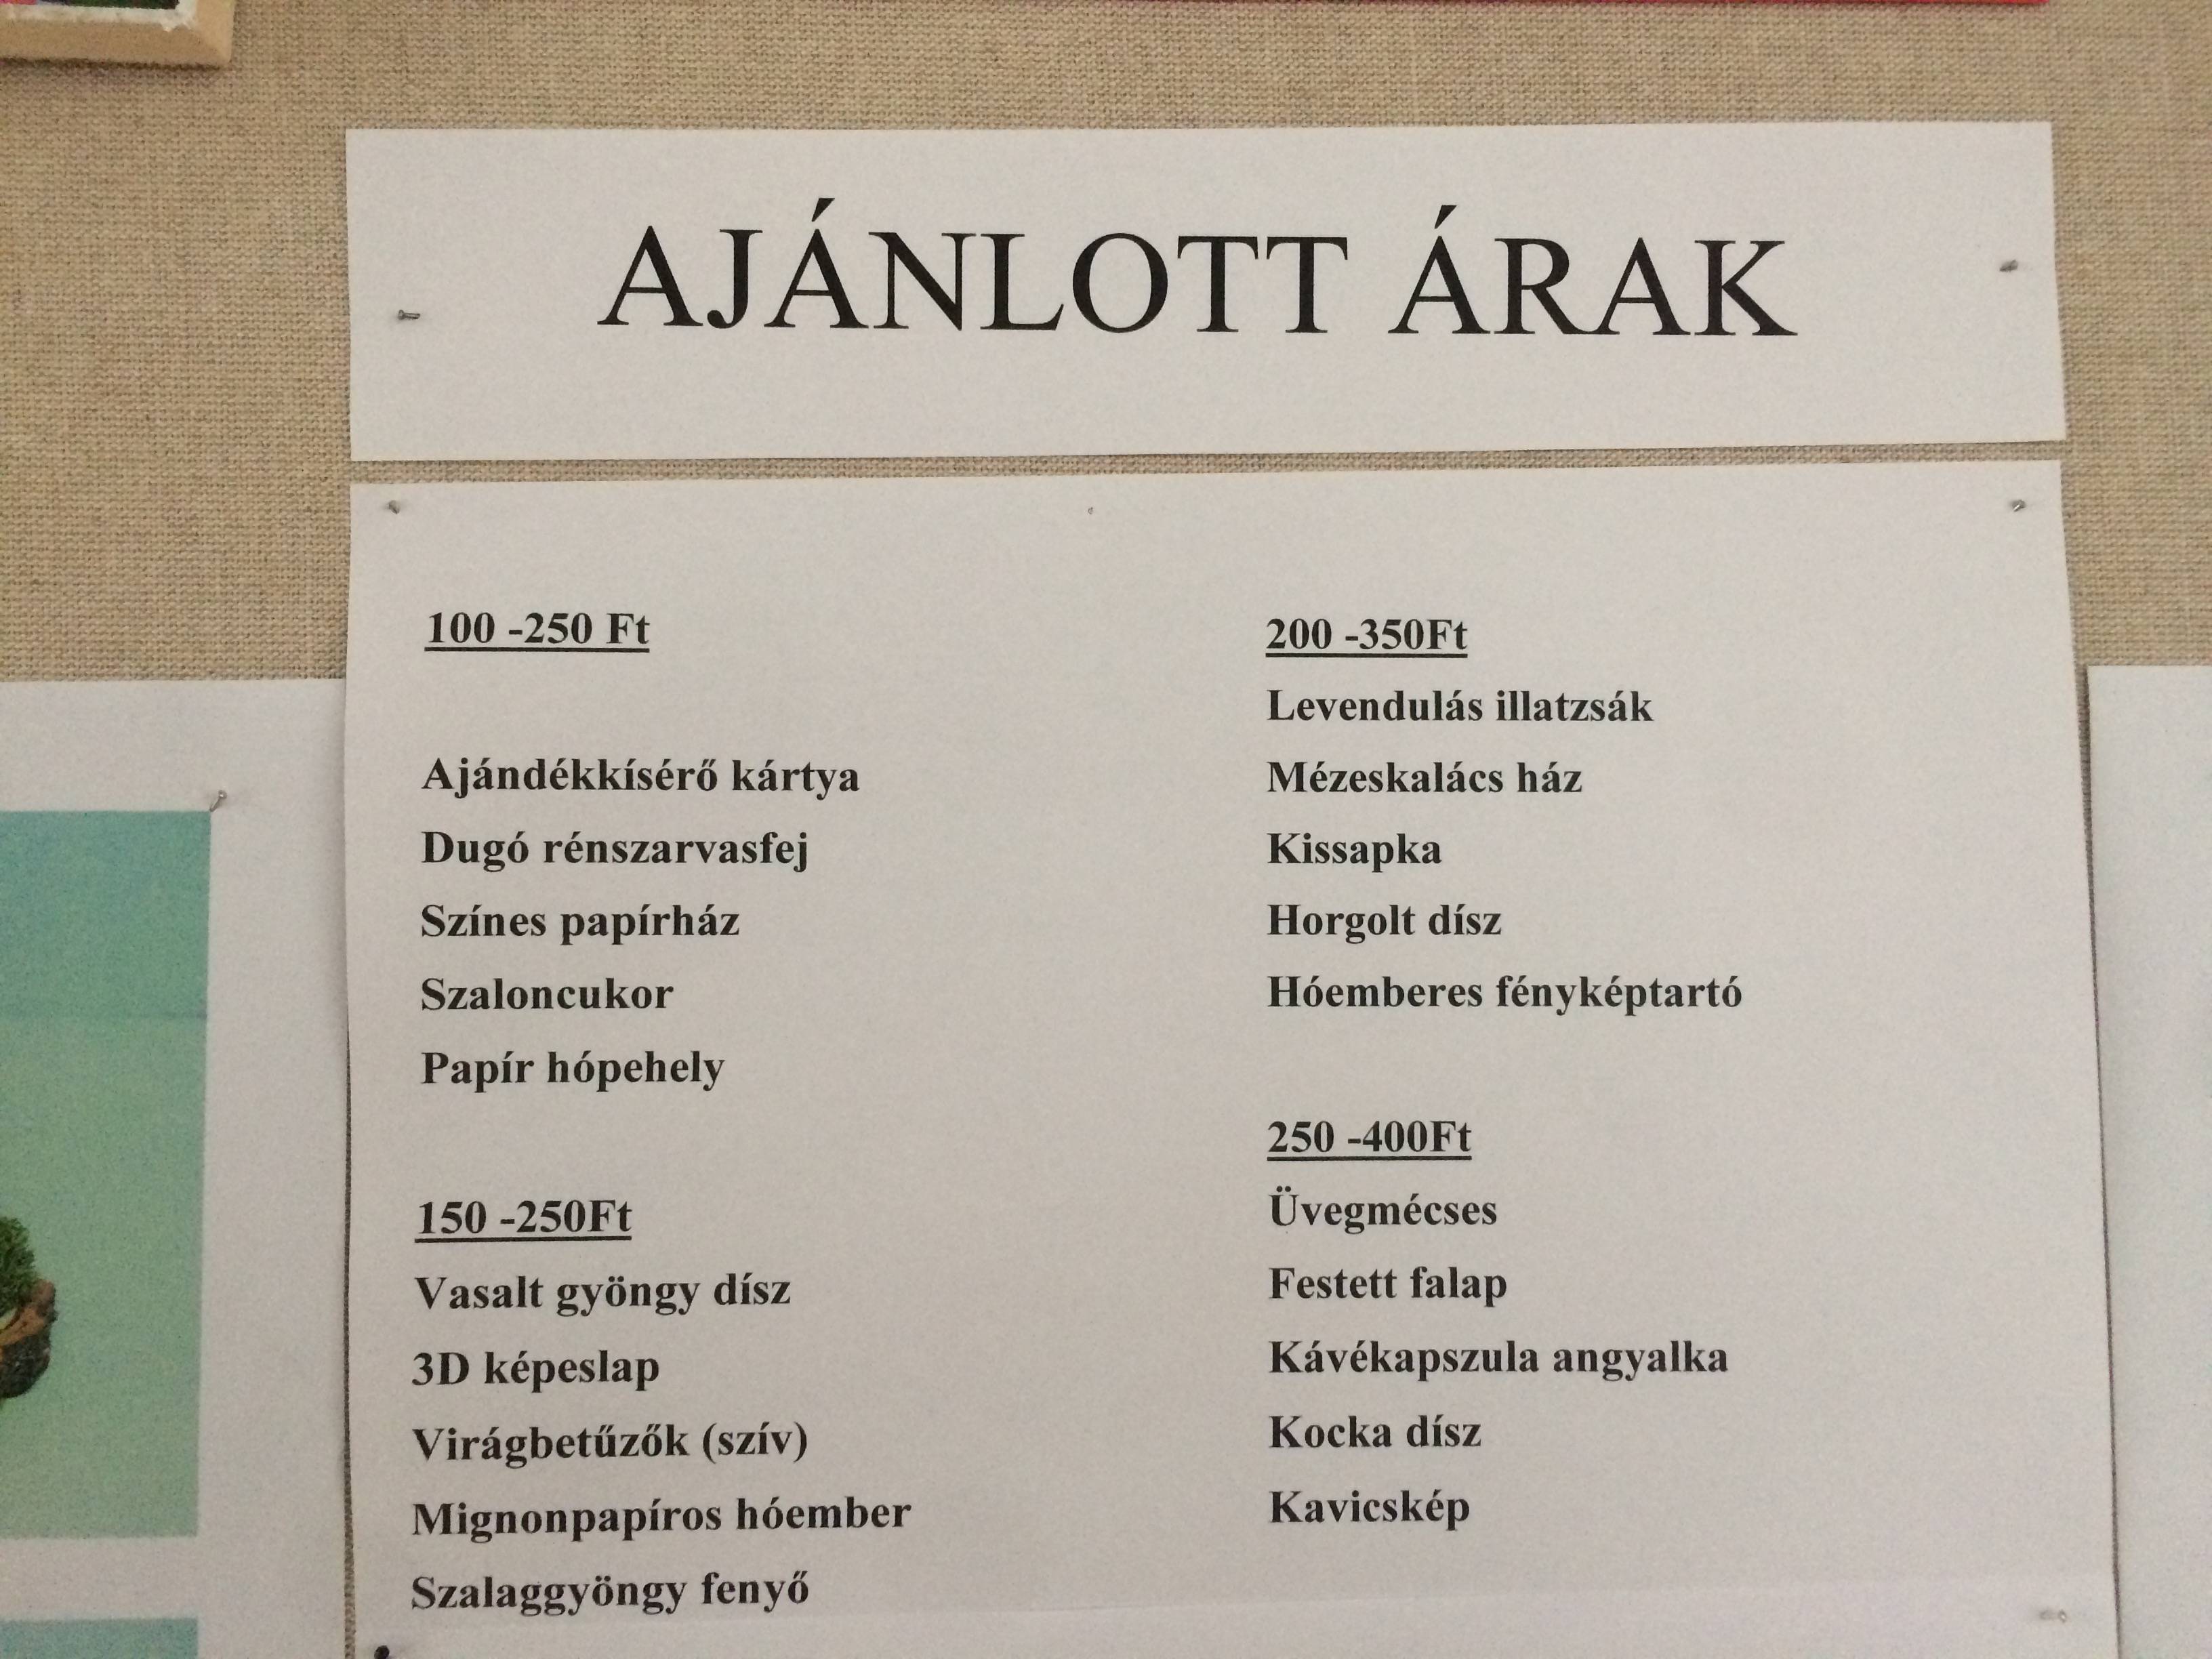 AJÁNLOTT ÁRAK
100 -250 Ft
Ajándékkísérő kártya
Dugó rénszarvasfej
Színes papírház
Szaloncukor
Papír hópehely
150 -250Ft
Vasalt gyöngy dísz
3D képeslap
Virágbetűzők (szív)
Mignonpapíros hóember
Szalaggyöngy fenyő
200 -350Ft
Levendulás illatzsák
Mézeskalács ház
Kissapka
Horgolt dísz
Hóemberes fényképtartó
250 -400Ft
Üvegmécses
Festett falap
Kávékapszula angyalka
Kocka dísz
Kavicskép